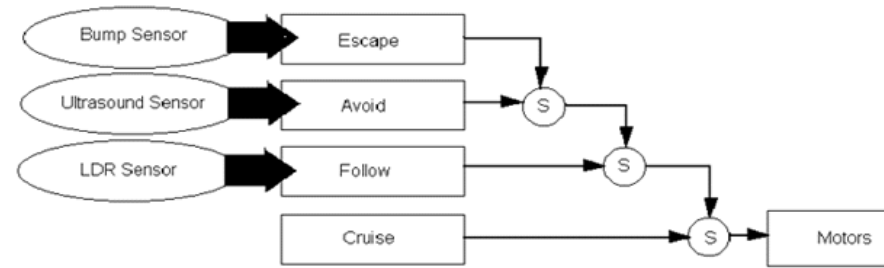 Bump Sensor
Escape
Ultrasound Sensor
Avoid
S
LDR Sensor
Follow
S
Cruise
S
Motors